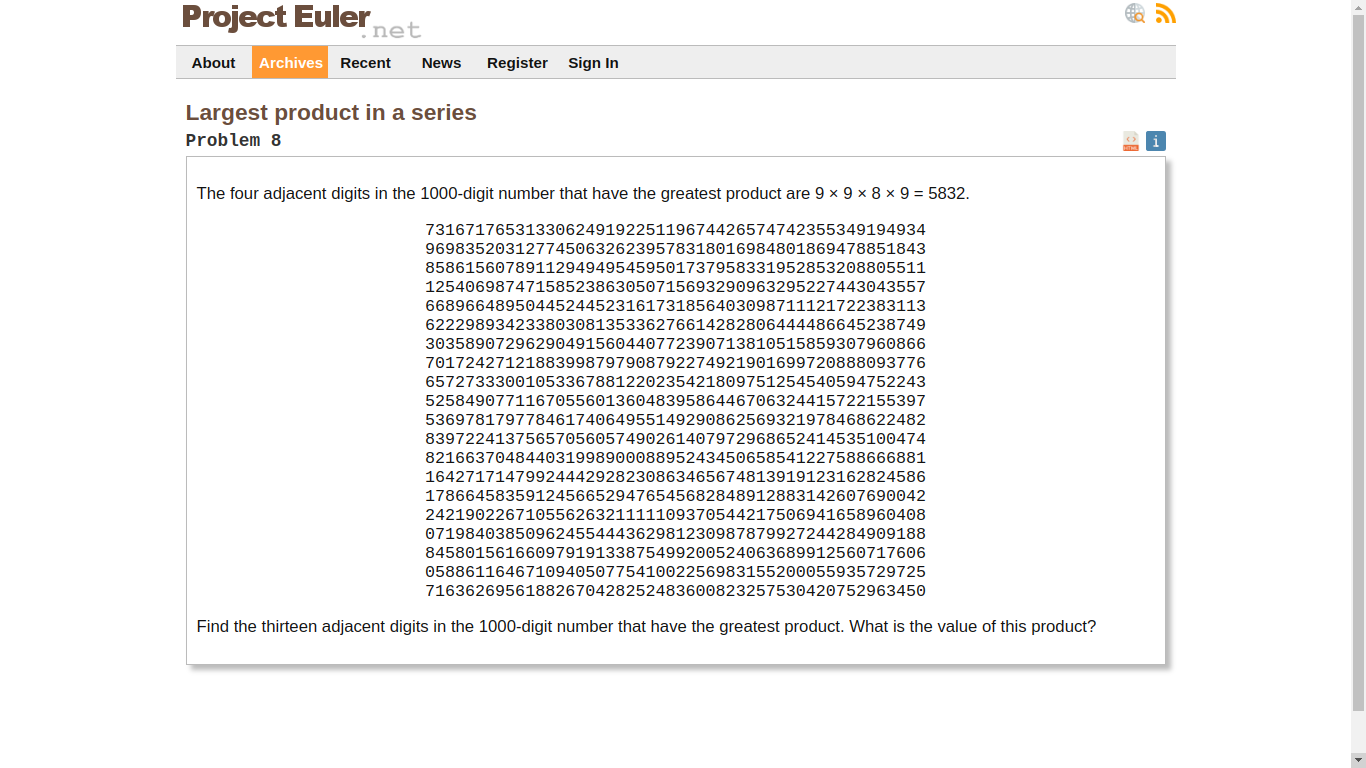 Project Euler
.net
About Archives Recent News Register Sign In
Largest product in a series
Problem 8
<>
HTML
i
The four adjacent digits in the 1000-digit number that have the greatest product are 9 × 9 × 8 × 9 = 5832.
73167176531330624919225119674426574742355349194934
96983520312774506326239578318016984801869478851843
85861560789112949495459501737958331952853208805511
12540698747158523863050715693290963295227443043557
66896648950445244523161731856403098711121722383113
62229893423380308135336276614282806444486645238749
30358907296290491560440772390713810515859307960866
70172427121883998797908792274921901699720888093776
65727333001053367881220235421809751254540594752243
52584907711670556013604839586446706324415722155397
53697817977846174064955149290862569321978468622482
83972241375657056057490261407972968652414535100474
82166370484403199890008895243450658541227588666881
16427171479924442928230863465674813919123162824586
17866458359124566529476545682848912883142607690042
24219022671055626321111109370544217506941658960408
07198403850962455444362981230987879927244284909188
84580156166097919133875499200524063689912560717606
05886116467109405077541002256983155200055935729725
71636269561882670428252483600823257530420752963450
Find the thirteen adjacent digits in the 1000-digit number that have the greatest product. What is the value of this product?